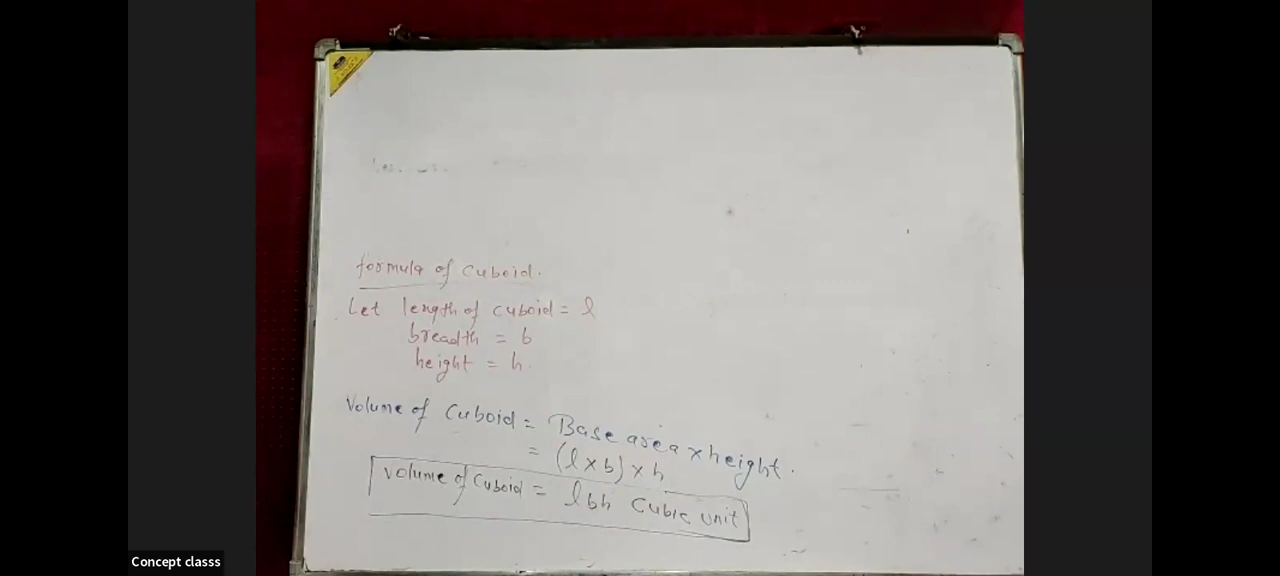 formula of cuboid.
Let length of cuboid = l
breadth = b
height = h.
Volume of Cuboid = Base area x height.
= (l x b) x h
Volume of Cuboid = lbh Cubic unit
Concept classs